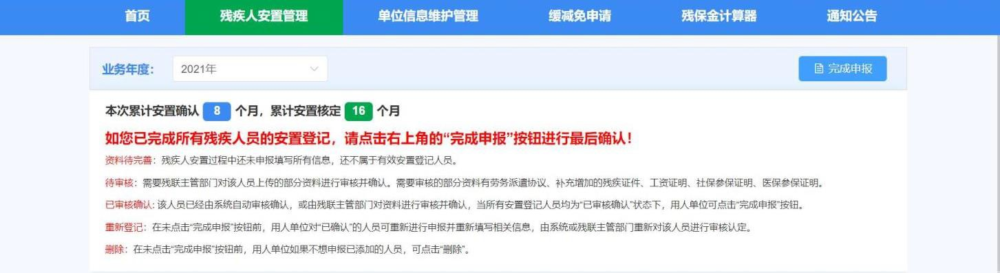 首页 残疾人安置管理 单位信息维护管理 缓减免申请 残保金计算器 通知公告
业务年度： 2021年 完成申报
本次累计安置确认 8 个月，累计安置核定 16 个月
如您已完成所有残疾人员的安置登记，请点击右上角的“完成申报”按钮进行最后确认！
资料待完善：残疾人安置过程中还未申报填写所有信息，还不属于有效安置登记人员。
待审核：需要残联主管部门对该人员上传的部分资料进行审核并确认。需要审核的部分资料有劳务派遣协议、补充增加的残疾证件、工资证明、社保参保证明、医保参保证明。
已审核确认: 该人员已经由系统自动审核确认，或由残联主管部门对资料进行审核并确认，当所有安置登记人员均为“已审核确认”状态下，用人单位可点击“完成申报”按钮。
重新登记：在未点击“完成申报”按钮前，用人单位对“已确认”的人员可重新进行申报并重新填写相关信息，由系统或残联主管部门重新对该人员进行审核认定。
删除：在未点击“完成申报”按钮前，用人单位如果不想申报已添加的人员，可点击“删除”。